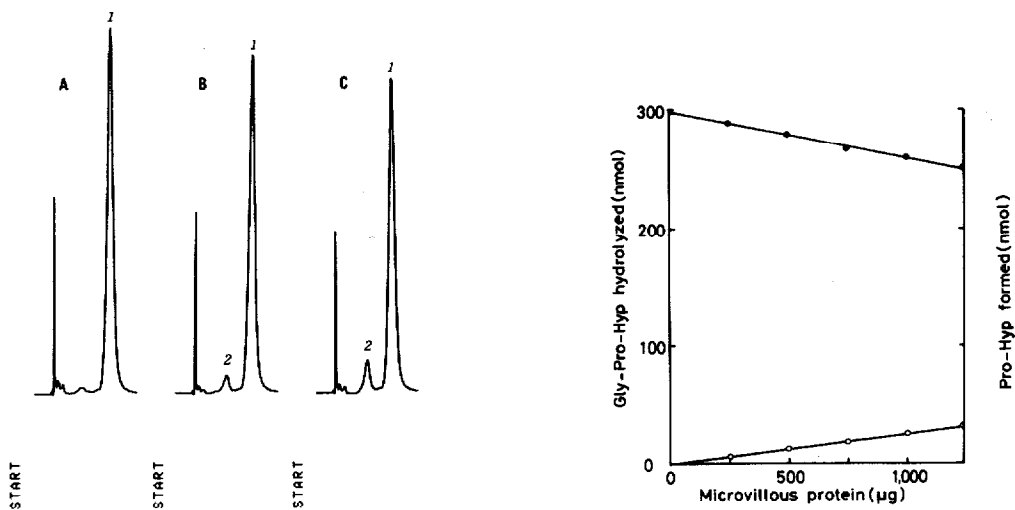 A
1
B
1
2
C
1
2
START
START
START
Gly-Pro-Hyp hydrolyzed (nmol)
300
200
100
0
0
500
1,000
Microvillous protein (µg)
Pro-Hyp formed (nmol)